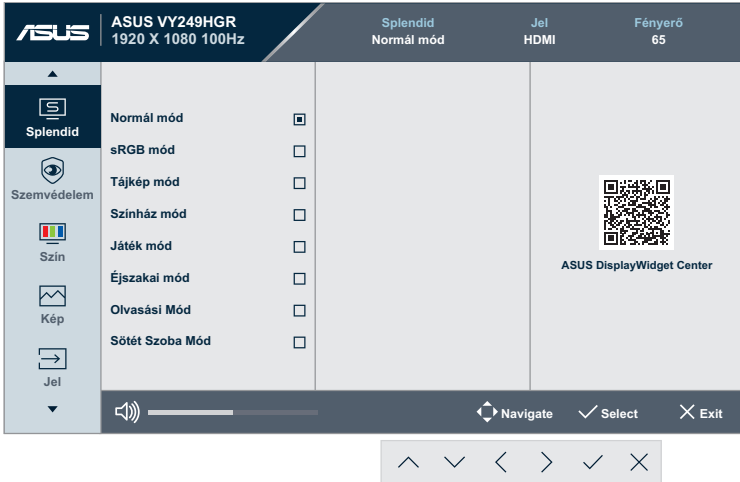 ASUS
ASUS VY249HGR
1920 X 1080 100Hz
Splendid
Normál mód
Jel
HDMI
Fényerő
65
Splendid
Szemvédelem
Szín
Kép
Jel
Normál mód
sRGB mód
Tájkép mód
Színház mód
Játék mód
Éjszakai mód
Olvasási Mód
Sötét Szoba Mód
ASUS DisplayWidget Center
Navigate
Select
Exit